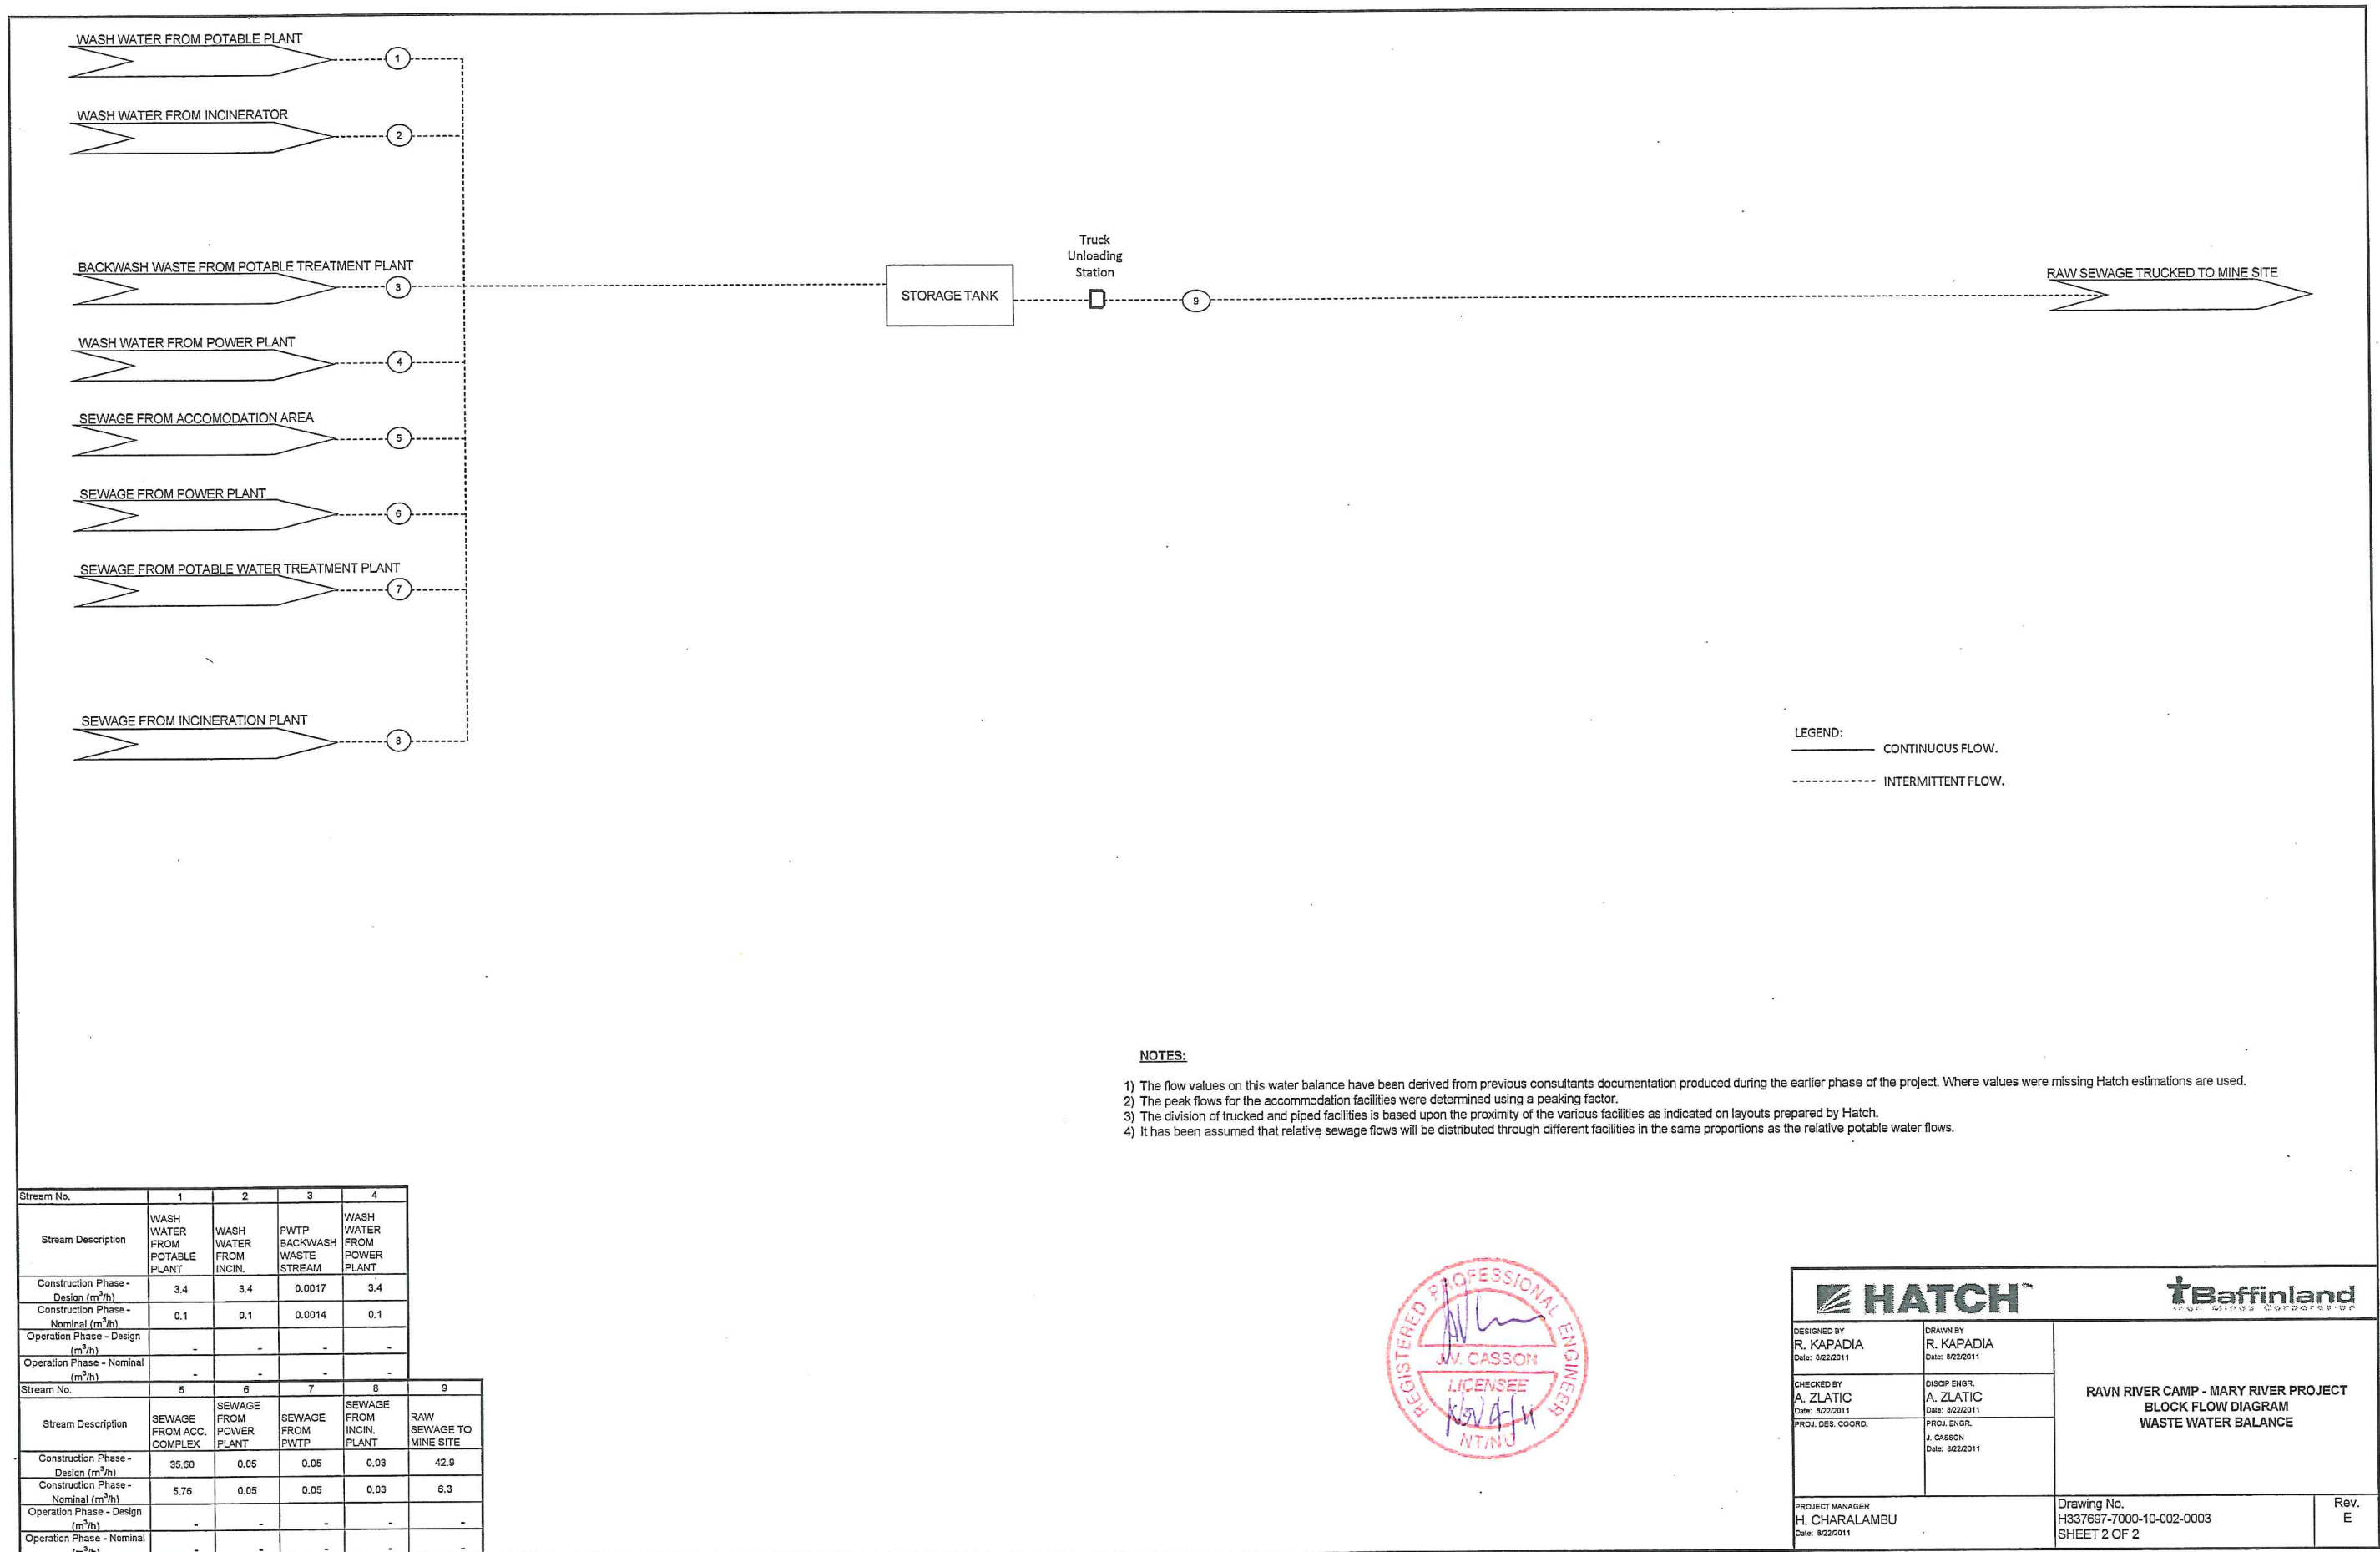 WASH WATER FROM POTABLE PLANT
1
WASH WATER FROM INCINERATOR
2
BACKWASH WASTE FROM POTABLE TREATMENT PLANT
3
WASH WATER FROM POWER PLANT
4
SEWAGE FROM ACCOMODATION AREA
5
SEWAGE FROM POWER PLANT
6
SEWAGE FROM POTABLE WATER TREATMENT PLANT
7
SEWAGE FROM INCINERATION PLANT
8
STORAGE TANK
Truck
Unloading
Station
9
RAW SEWAGE TRUCKED TO MINE SITE
LEGEND:
CONTINUOUS FLOW.
INTERMITTENT FLOW.
NOTES:
1) The flow values on this water balance have been derived from previous consultants documentation produced during the earlier phase of the project. Where values were missing Hatch estimations are used.
2) The peak flows for the accommodation facilities were determined using a peaking factor.
3) The division of trucked and piped facilities is based upon the proximity of the various facilities as indicated on layouts prepared by Hatch.
4) It has been assumed that relative sewage flows will be distributed through different facilities in the same proportions as the relative potable water flows.
Stream No. 1 2 3 4
Stream Description
WASH
WATER
FROM
POTABLE
PLANT
WASH
WATER
FROM
INCIN.
PWTP
BACKWASH
WASTE
STREAM
WASH
WATER
FROM
POWER
PLANT
Construction Phase -
Design (m³/h) 3.4 3.4 0.0017 3.4
Construction Phase -
Nominal (m³/h) 0.1 0.1 0.0014 0.1
Operation Phase - Design
(m³/h) - - - -
Operation Phase - Nominal
(m³/h) - - - -
Stream No. 5 6 7 8 9
Stream Description
SEWAGE
FROM ACC.
COMPLEX
SEWAGE
FROM
POWER
PLANT
SEWAGE
FROM
PWTP
SEWAGE
FROM
INCIN.
PLANT
RAW
SEWAGE TO
MINE SITE
Construction Phase -
Design (m³/h) 35.60 0.05 0.05 0.03 42.9
Construction Phase -
Nominal (m³/h) 5.76 0.05 0.05 0.03 6.3
Operation Phase - Design
(m³/h) - - - - -
Operation Phase - Nominal
(m³/h) - - - - -
REGISTERED PROFESSIONAL ENGINEER
J.V. CASSON
LICENSEE
Nov 4/11
NT/NU
HATCH™
Baffinland
Iron Mines Corporation
DESIGNED BY
R. KAPADIA
Date: 8/22/2011
DRAWN BY
R. KAPADIA
Date: 8/22/2011
CHECKED BY
A. ZLATIC
Date: 8/22/2011
DISCIP ENGR.
A. ZLATIC
Date: 8/22/2011
PROJ. DES. COORD.
PROJ. ENGR.
J. CASSON
Date: 8/22/2011
RAVN RIVER CAMP - MARY RIVER PROJECT
BLOCK FLOW DIAGRAM
WASTE WATER BALANCE
PROJECT MANAGER
H. CHARALAMBU
Date: 8/22/2011
Drawing No.
H337697-7000-10-002-0003
SHEET 2 OF 2
Rev.
E